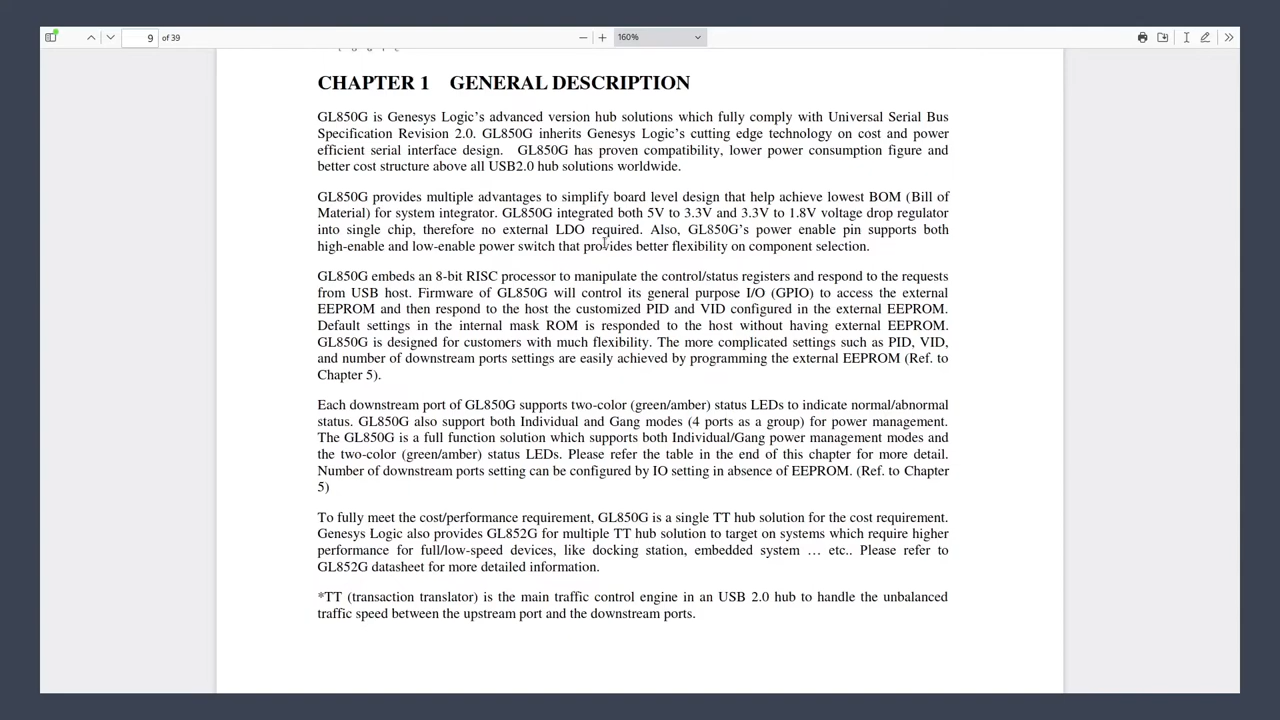 9 of 39
160%
CHAPTER 1 GENERAL DESCRIPTION
GL850G is Genesys Logic's advanced version hub solutions which fully comply with Universal Serial Bus
Specification Revision 2.0. GL850G inherits Genesys Logic's cutting edge technology on cost and power
efficient serial interface design. GL850G has proven compatibility, lower power consumption figure and
better cost structure above all USB2.0 hub solutions worldwide.
GL850G provides multiple advantages to simplify board level design that help achieve lowest BOM (Bill of
Material) for system integrator. GL850G integrated both 5V to 3.3V and 3.3V to 1.8V voltage drop regulator
into single chip, therefore no external LDO required. Also, GL850G's power enable pin supports both
high-enable and low-enable power switch that provides better flexibility on component selection.
GL850G embeds an 8-bit RISC processor to manipulate the control/status registers and respond to the requests
from USB host. Firmware of GL850G will control its general purpose I/O (GPIO) to access the external
EEPROM and then respond to the host the customized PID and VID configured in the external EEPROM.
Default settings in the internal mask ROM is responded to the host without having external EEPROM.
GL850G is designed for customers with much flexibility. The more complicated settings such as PID, VID,
and number of downstream ports settings are easily achieved by programming the external EEPROM (Ref. to
Chapter 5).
Each downstream port of GL850G supports two-color (green/amber) status LEDs to indicate normal/abnormal
status. GL850G also support both Individual and Gang modes (4 ports as a group) for power management.
The GL850G is a full function solution which supports both Individual/Gang power management modes and
the two-color (green/amber) status LEDs. Please refer the table in the end of this chapter for more detail.
Number of downstream ports setting can be configured by IO setting in absence of EEPROM. (Ref. to Chapter
5)
To fully meet the cost/performance requirement, GL850G is a single TT hub solution for the cost requirement.
Genesys Logic also provides GL852G for multiple TT hub solution to target on systems which require higher
performance for full/low-speed devices, like docking station, embedded system … etc.. Please refer to
GL852G datasheet for more detailed information.
*TT (transaction translator) is the main traffic control engine in an USB 2.0 hub to handle the unbalanced
traffic speed between the upstream port and the downstream ports.